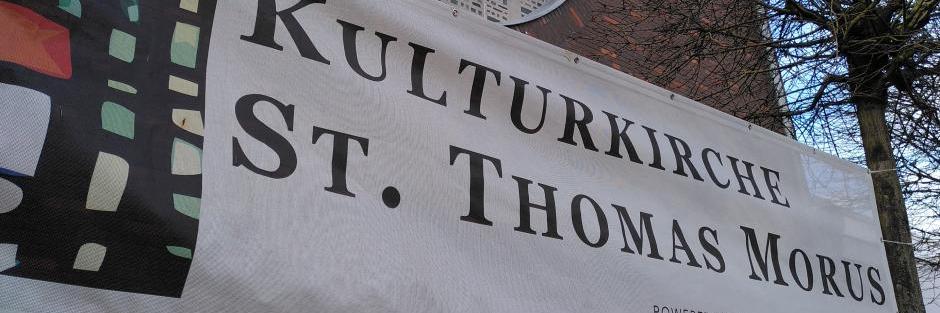 KULTURKIRCHE
ST. THOMAS MORUS